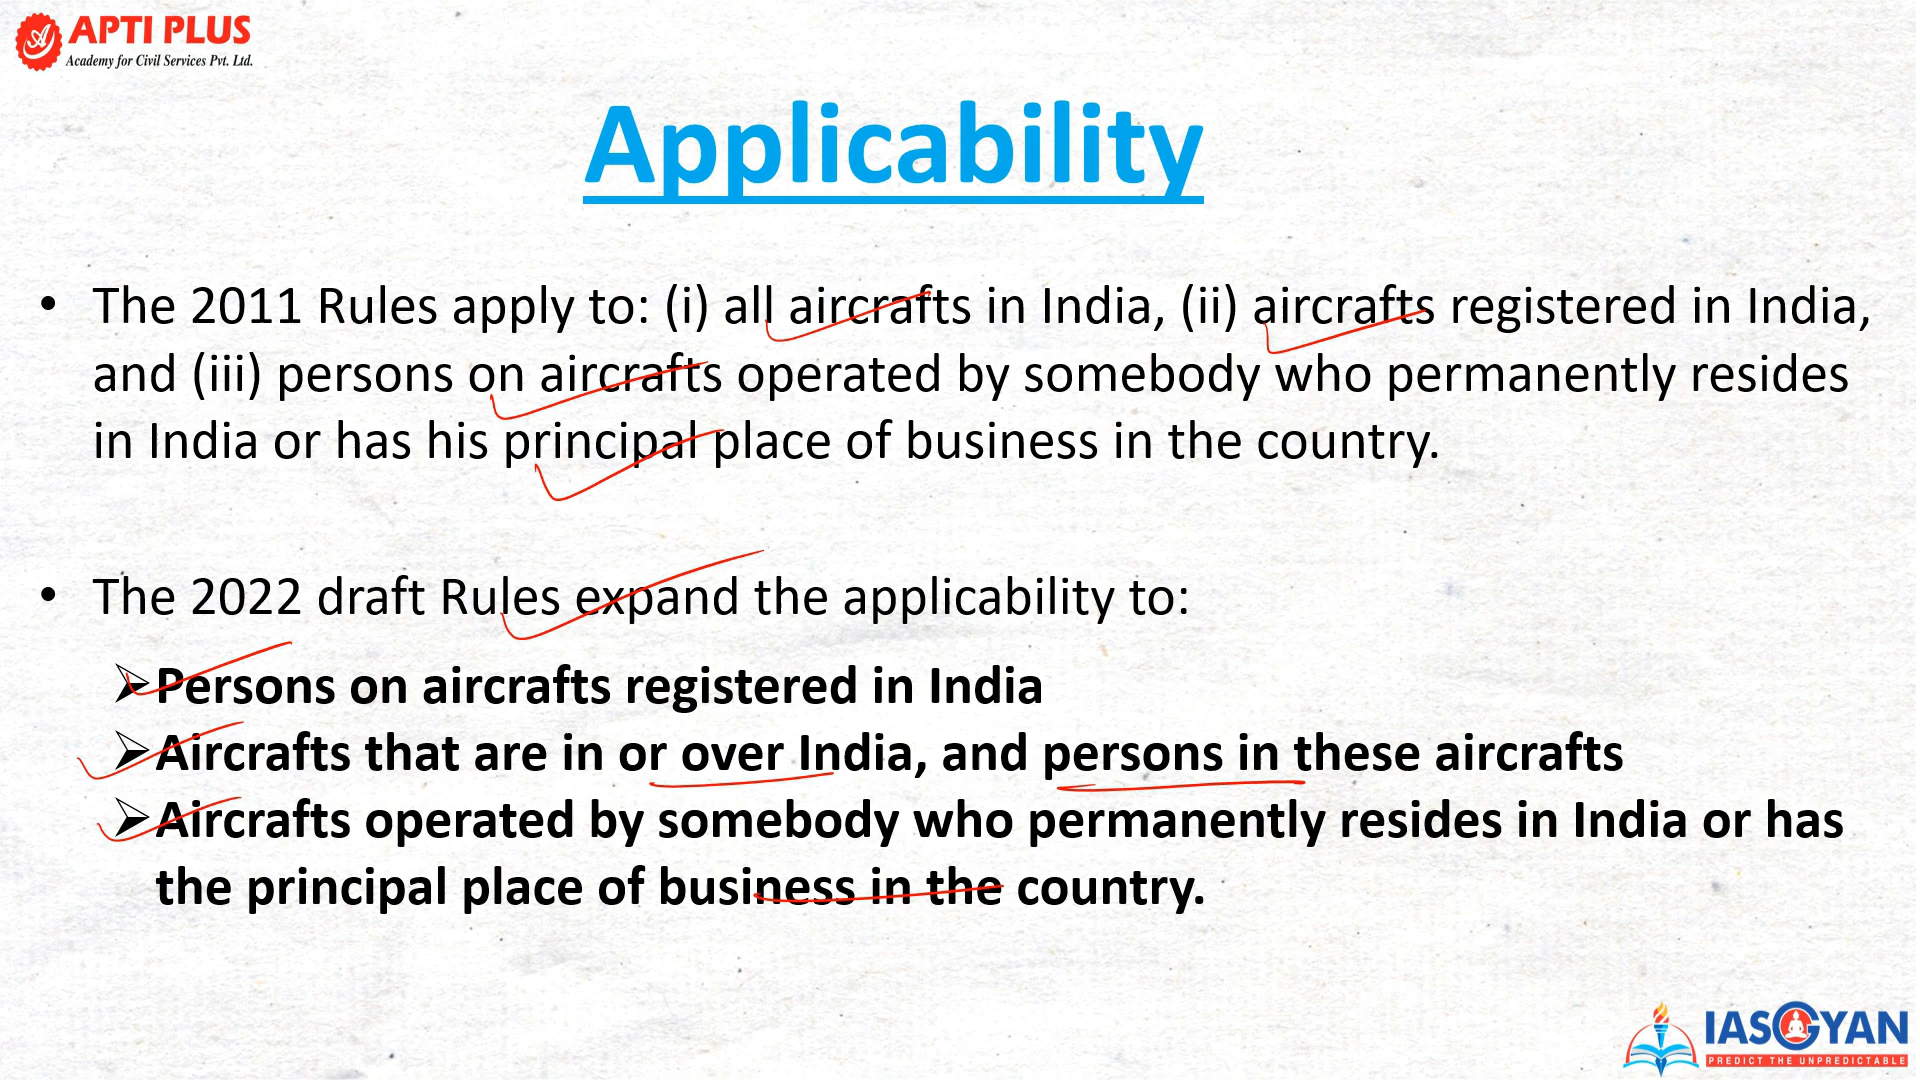 APTI PLUS
Academy for Civil Services Pvt. Ltd.
Applicability
• The 2011 Rules apply to: (i) all aircrafts in India, (ii) aircrafts registered in India,
and (iii) persons on aircrafts operated by somebody who permanently resides
in India or has his principal place of business in the country.
• The 2022 draft Rules expand the applicability to:
➢Persons on aircrafts registered in India
➢Aircrafts that are in or over India, and persons in these aircrafts
➢Aircrafts operated by somebody who permanently resides in India or has
the principal place of business in the country.
IASGYAN
PREDICT THE UNPREDICTABLE